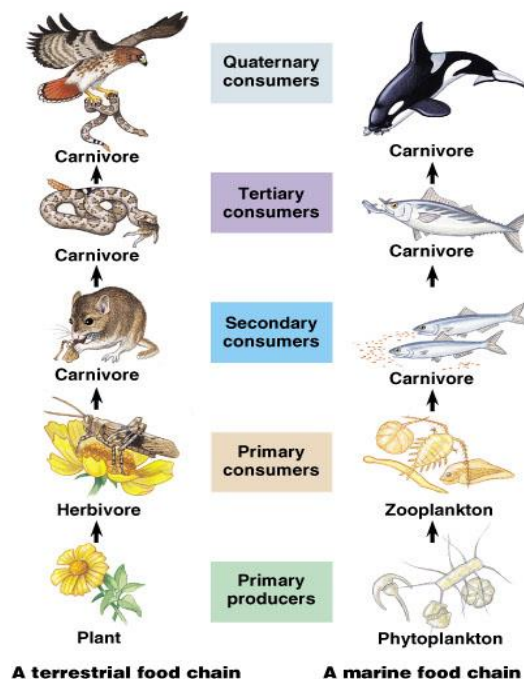 Quaternary
consumers
Carnivore
Carnivore
Tertiary
consumers
Carnivore
Carnivore
Secondary
consumers
Carnivore
Carnivore
Primary
consumers
Herbivore
Zooplankton
Primary
producers
Plant
Phytoplankton
A terrestrial food chain
A marine food chain